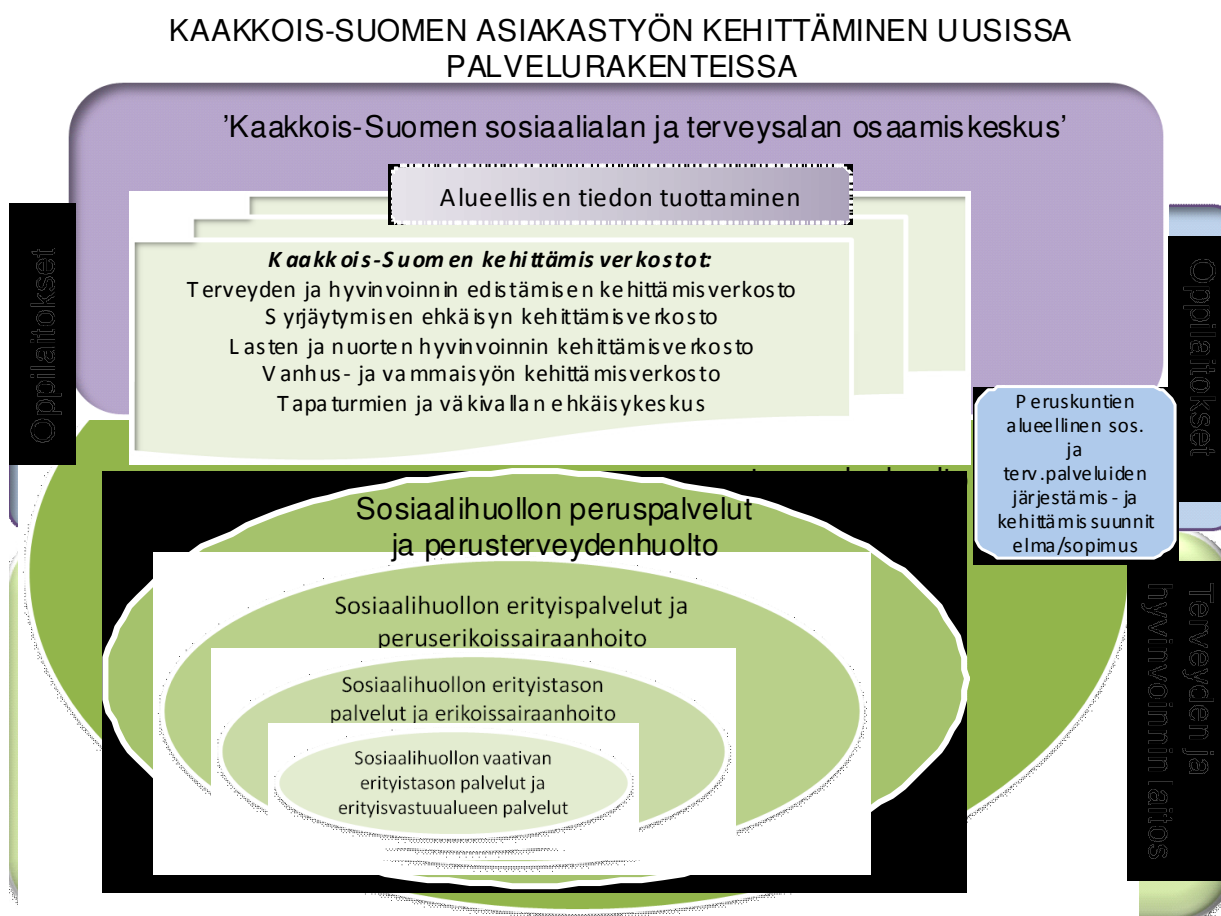 KAAKKOIS-SUOMEN ASIAKASTYÖN KEHITTÄMINEN UUSISSA
PALVELURAKENTEISSA
’Kaakkois-Suomen sosiaalialan ja terveysalan osaamiskeskus’
Alueellisen tiedon tuottaminen
Kaakkois-Suomen kehittämisverkostot:
Terveyden ja hyvinvoinnin edistämisen kehittämisverkosto
Syrjäytymisen ehkäisyn kehittämisverkosto
Lasten ja nuorten hyvinvoinnin kehittämisverkosto
Vanhus- ja vammaisyön kehittämisverkosto
Tapaturmien ja väkivallan ehkäisykeskus
Oppilaitokset
Oppilaitokset
Peruskuntien
alueellinen sos.
ja
terv.palveluiden
järjestämis- ja
kehittämissuunnit
elma/sopimus
Sosiaalihuollon peruspalvelut
ja perusterveydenhuolto
Sosiaalihuollon erityispalvelut ja
peruserikoissairaanhoito
Sosiaalihuollon erityistason
palvelut ja erikoissairaanhoito
Sosiaalihuollon vaativan
erityistason palvelut ja
erityisvastuualueen palvelut
Terveyden ja
hyvinvoinnin laitos